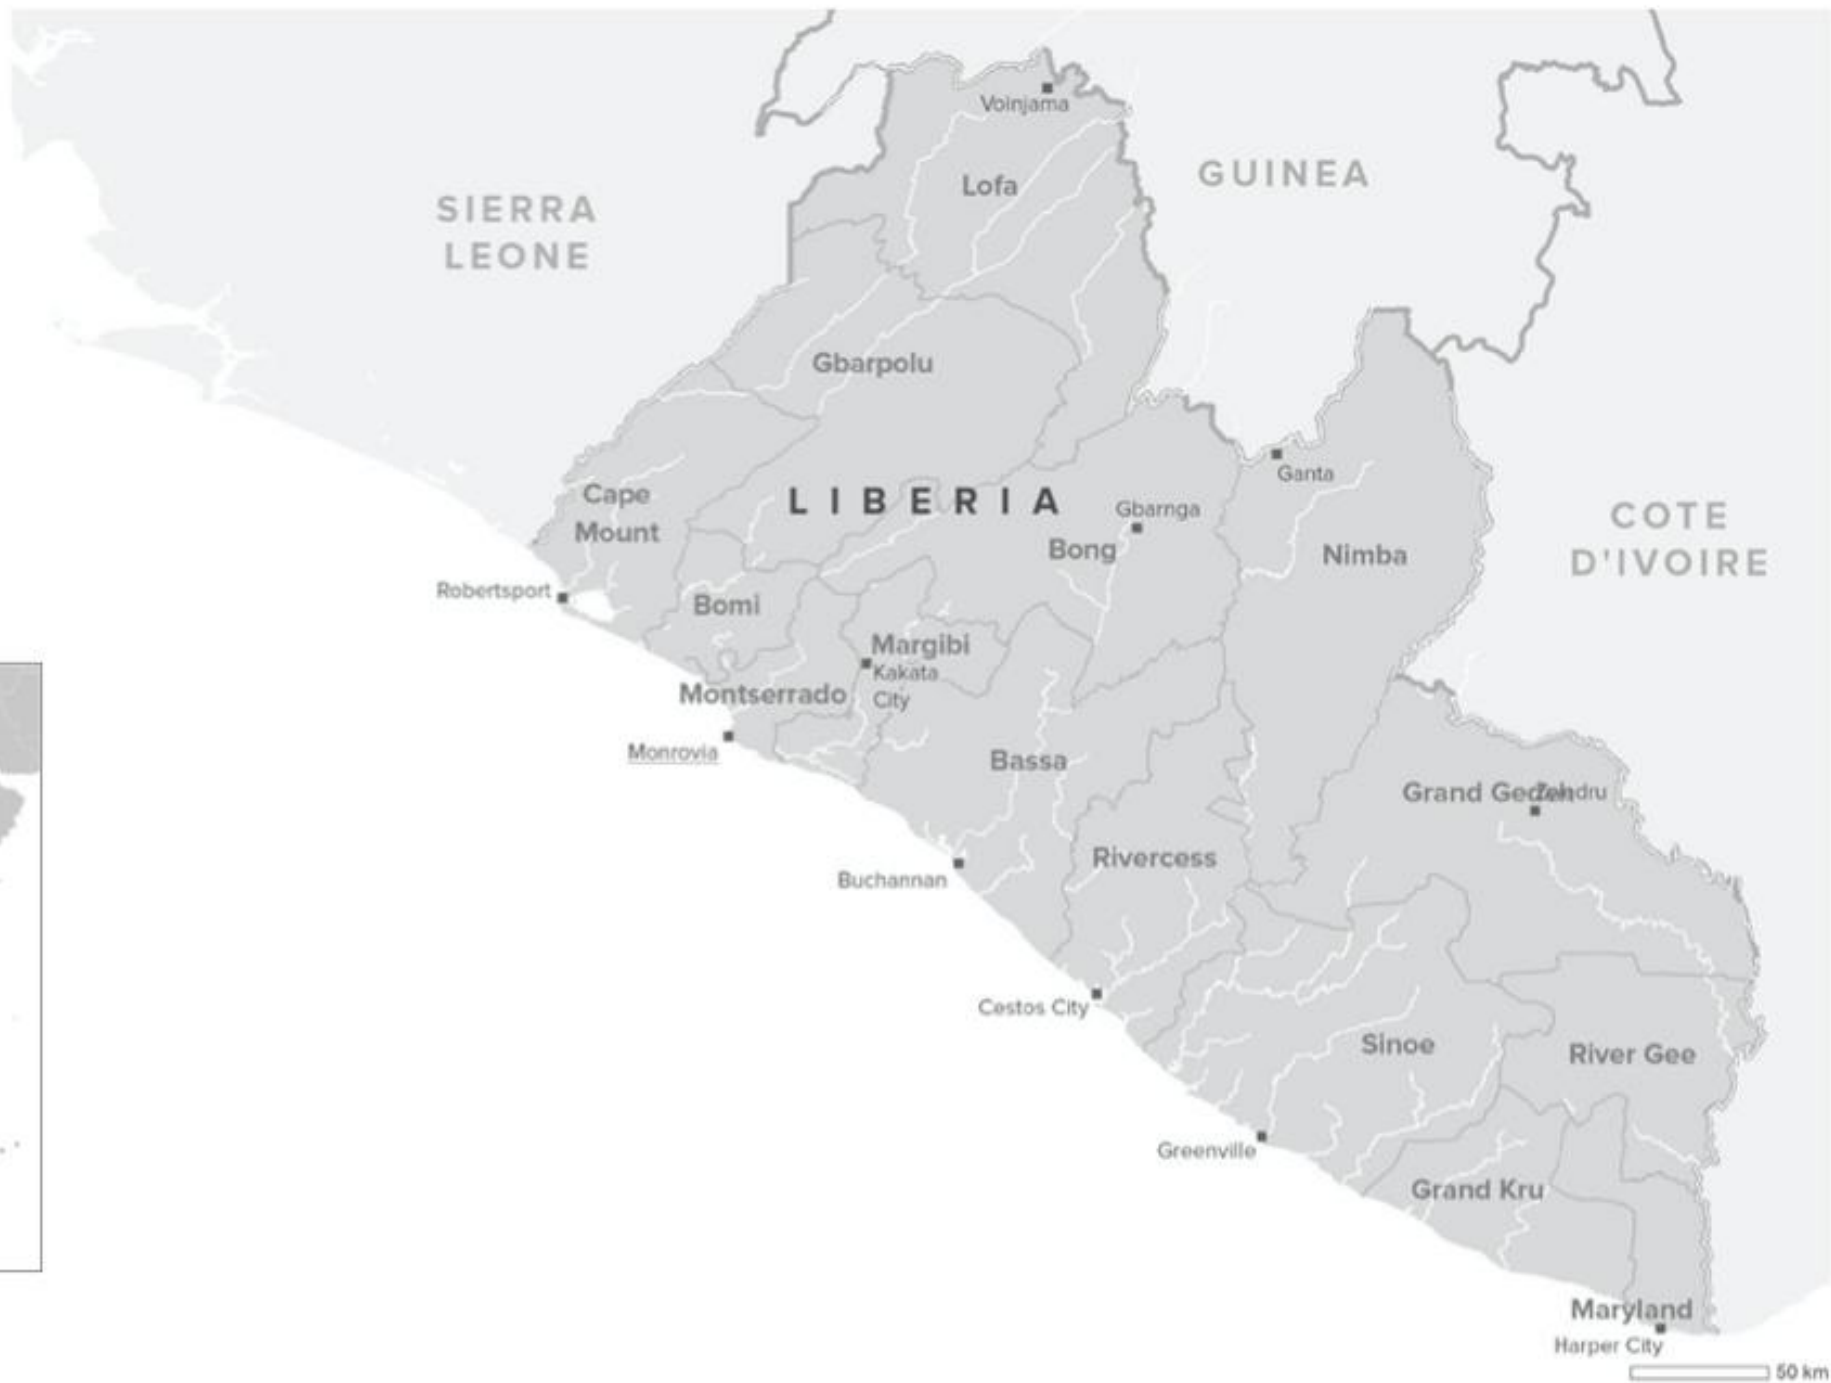 Voinjama
GUINEA
Lofa
SIERRA
LEONE
Gbarpolu
Ganta
Cape
Mount
LIBERIA
Gbarnga
Bong
Nimba
COTE
D'IVOIRE
Robertsport
Bomi
Margibi
Kakata
City
Montserrado
Monrovia
Bassa
Grand Gedeh
Buchannan
Rivercess
Cestos City
Sinoe
River Gee
Greenville
Grand Kru
Maryland
Harper City
50 km